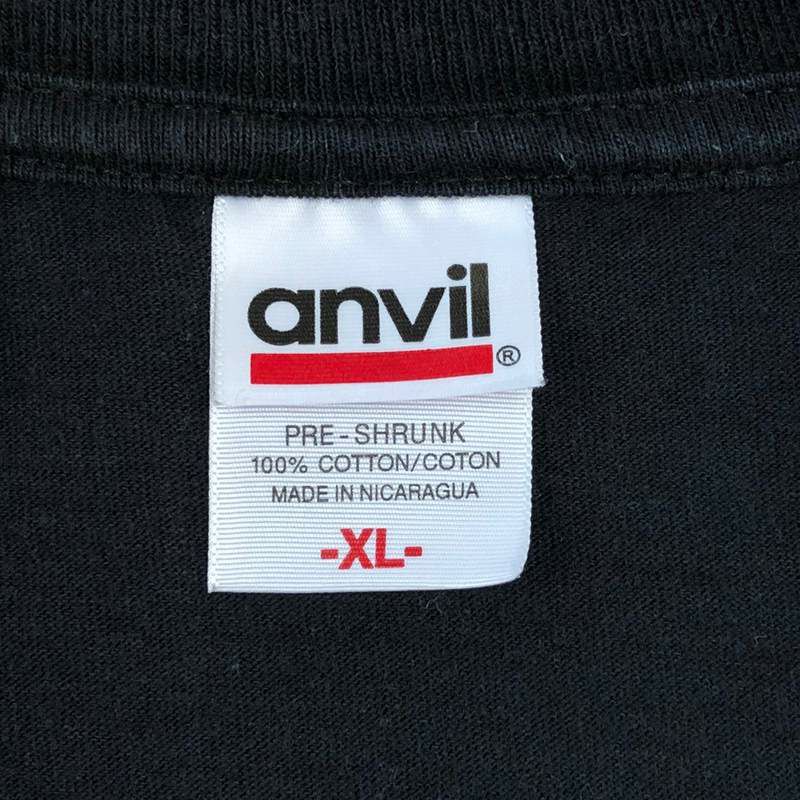 anvil
®
PRE-SHRUNK
100% COTTON/COTON
MADE IN NICARAGUA
-XL-